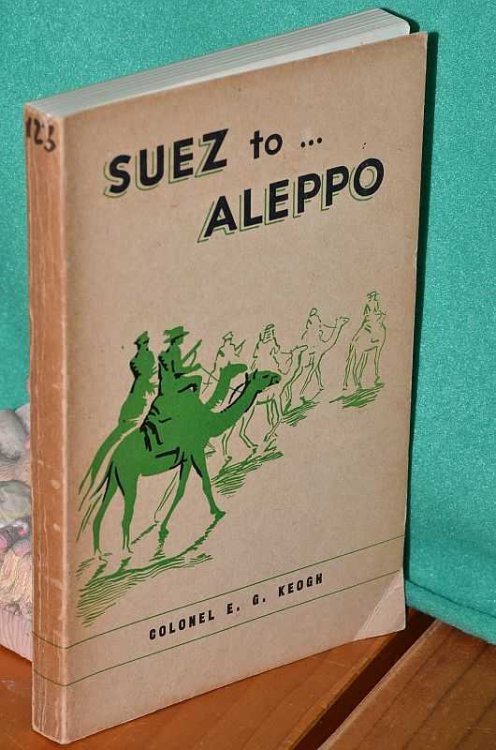 123
SUEZ to ...
ALEPPO
COLONEL E. G. KEOGH